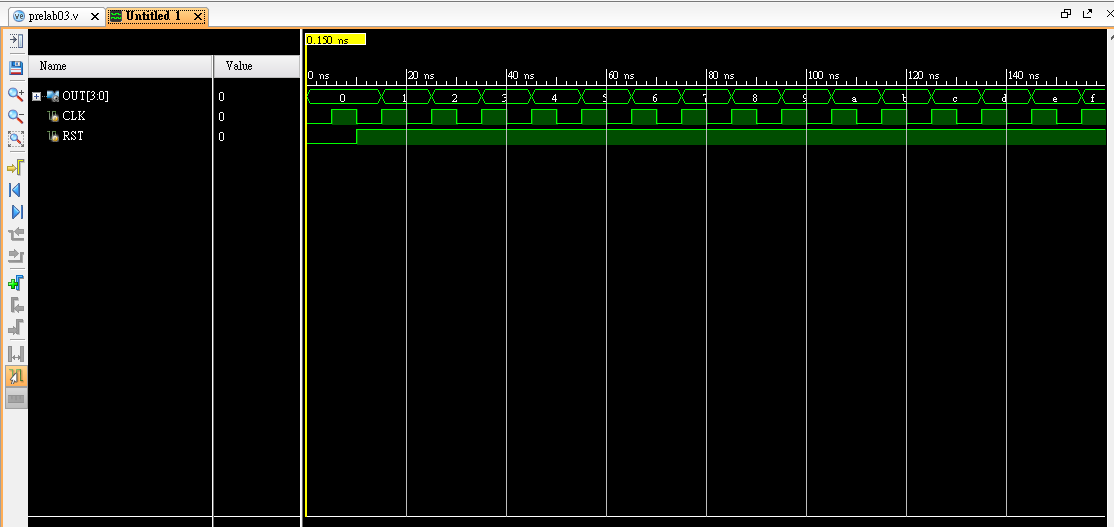 prelab03.v Untitled 1
0.150 ns
Name Value
0 ns 20 ns 40 ns 60 ns 80 ns 100 ns 120 ns 140 ns
OUT[3:0] 0 0 1 2 3 4 5 6 7 8 9 a b c d e f
CLK 0
RST 0